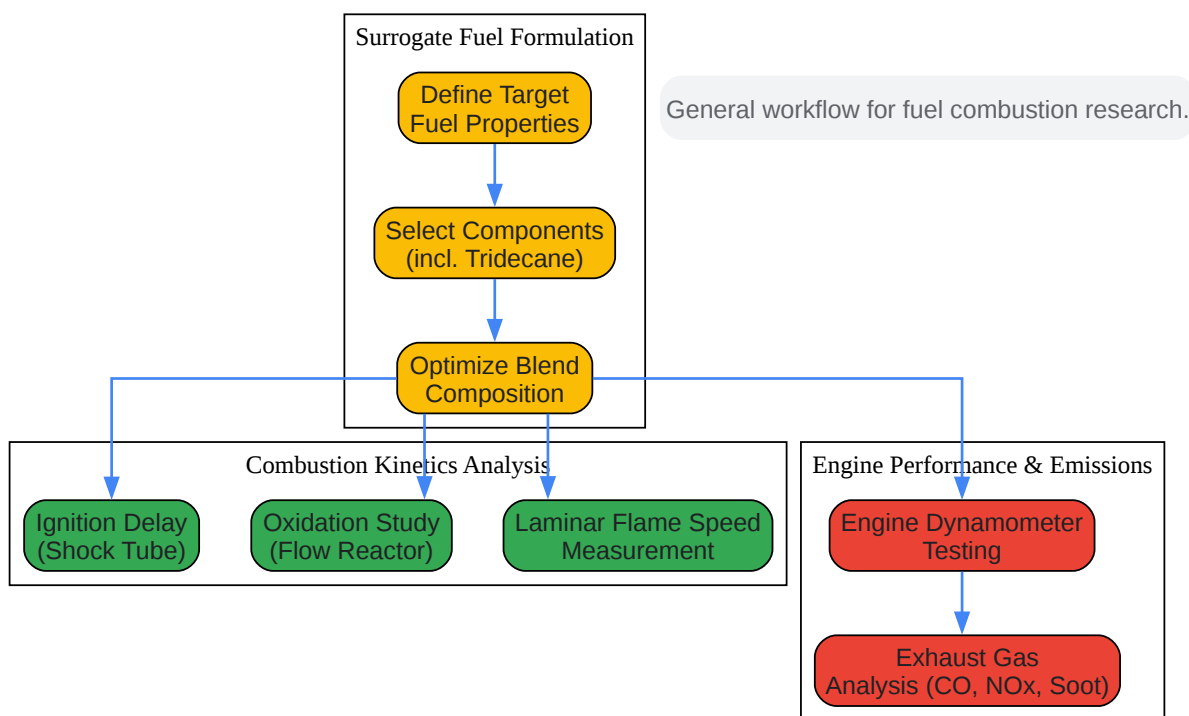 Surrogate Fuel Formulation
Define Target
Fuel Properties
General workflow for fuel combustion research.
Select Components
(incl. Tridecane)
Optimize Blend
Composition
Combustion Kinetics Analysis
Ignition Delay
(Shock Tube)
Oxidation Study
(Flow Reactor)
Laminar Flame Speed
Measurement
Engine Performance & Emissions
Engine Dynamometer
Testing
Exhaust Gas
Analysis (CO, NOx, Soot)